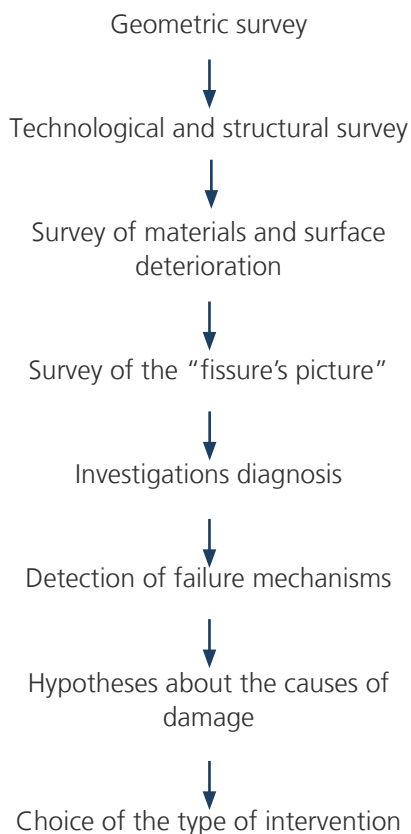 Geometric survey
Technological and structural survey
Survey of materials and surface
deterioration
Survey of the “fissure’s picture”
Investigations diagnosis
Detection of failure mechanisms
Hypotheses about the causes of
damage
Choice of the type of intervention